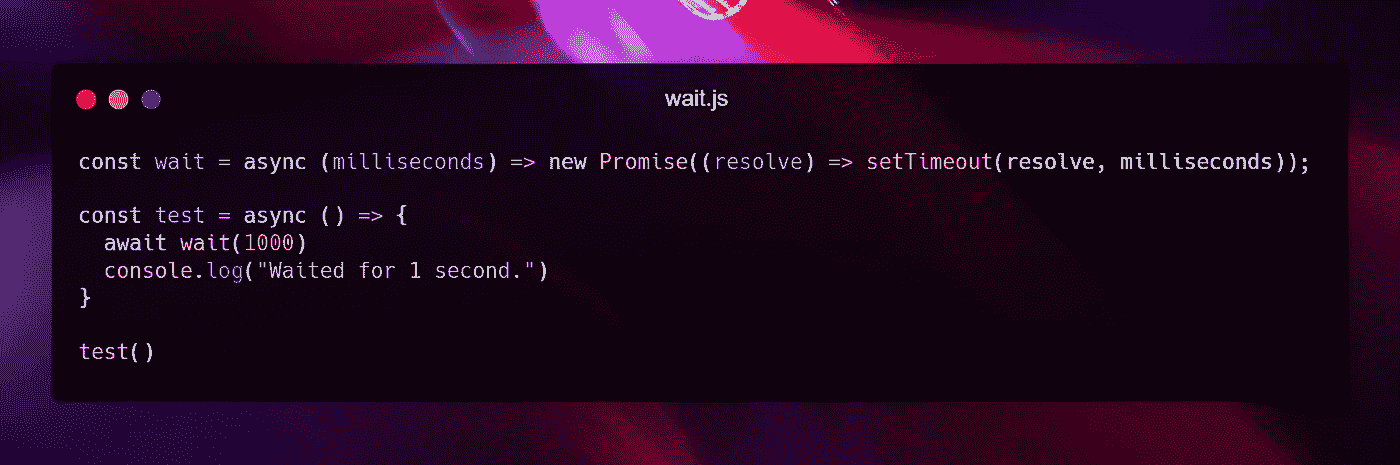 wait.js
const wait = async (milliseconds) => new Promise((resolve) => setTimeout(resolve, milliseconds));
const test = async () => {
  await wait(1000)
  console.log("Waited for 1 second.")
}
test()